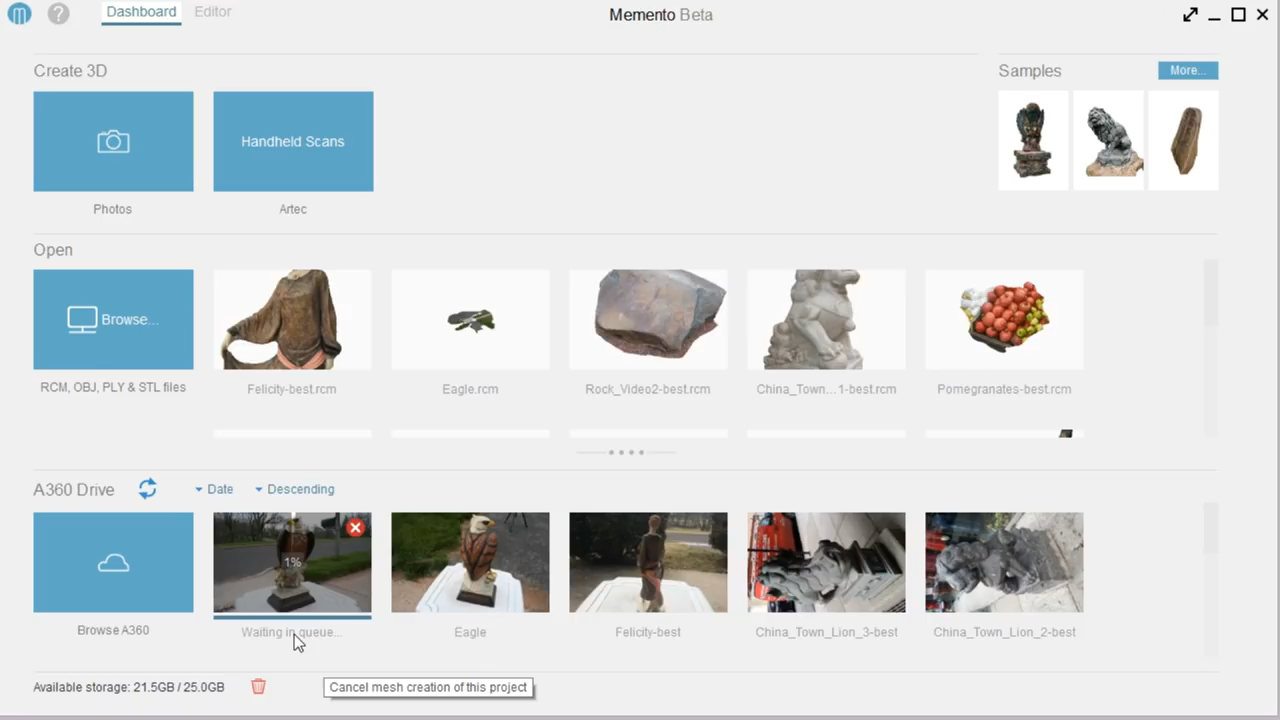 m ? Dashboard Editor Memento Beta
Create 3D
Samples More...
Handheld Scans
Photos Artec
Open
Browse...
RCM, OBJ, PLY & STL files Felicity-best.rcm Eagle.rcm Rock_Video2-best.rcm China_Town...1-best.rcm Pomegranates-best.rcm
A360 Drive Date Descending
1%
Browse A360 Waiting in queue... Eagle Felicity-best China_Town_Lion_3-best China_Town_Lion_2-best
Available storage: 21.5GB / 25.0GB Cancel mesh creation of this project